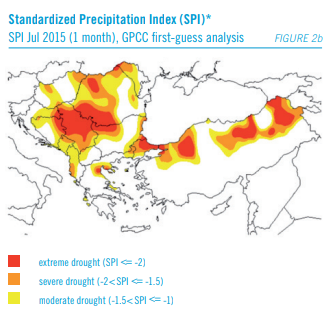 Standardized Precipitation Index (SPI)*
SPI Jul 2015 (1 month), GPCC first-guess analysis FIGURE 2b
extreme drought (SPI <= -2)
severe drought (-2< SPI <= -1.5)
moderate drought (-1.5< SPI <= -1)